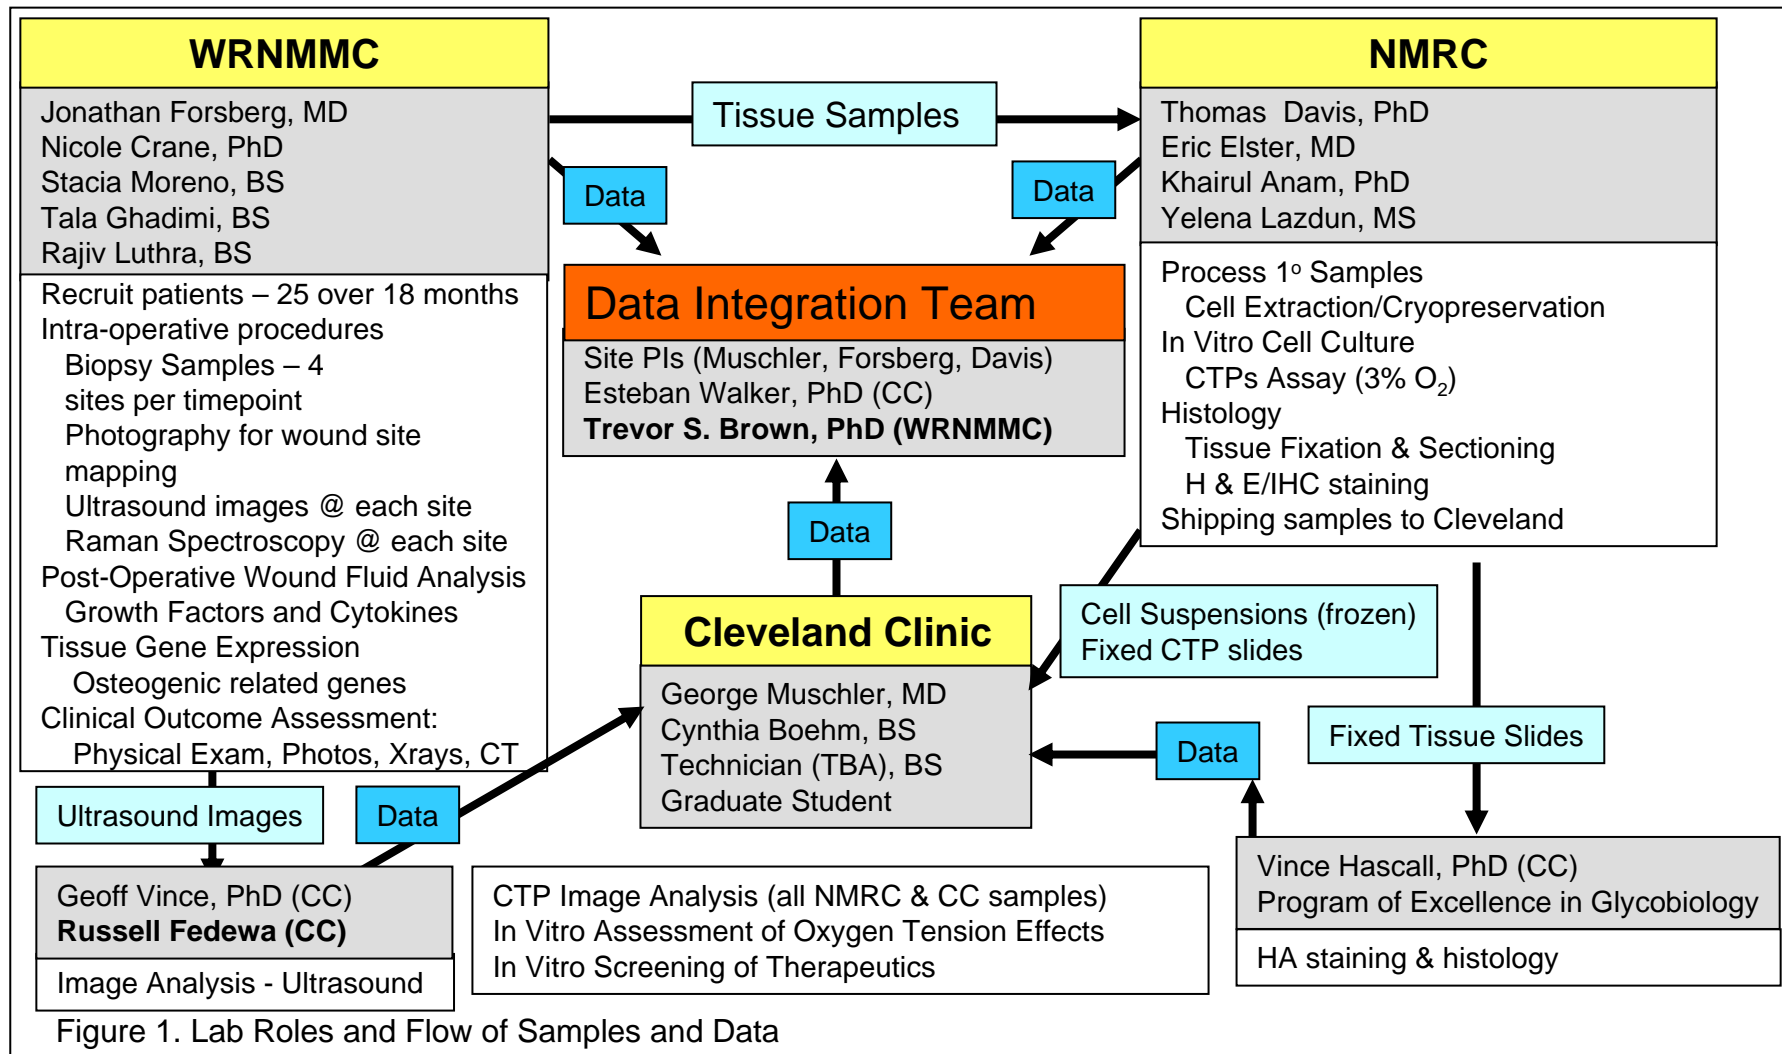 WRNMMC
Jonathan Forsberg, MD
Nicole Crane, PhD
Stacia Moreno, BS
Tala Ghadimi, BS
Rajiv Luthra, BS
Recruit patients – 25 over 18 months
Intra-operative procedures
Biopsy Samples – 4
sites per timepoint
Photography for wound site
mapping
Ultrasound images @ each site
Raman Spectroscopy @ each site
Post-Operative Wound Fluid Analysis
Growth Factors and Cytokines
Tissue Gene Expression
Osteogenic related genes
Clinical Outcome Assessment:
Physical Exam, Photos, Xrays, CT
Tissue Samples
Data
Data
NMRC
Thomas  Davis, PhD
Eric Elster, MD
Khairul Anam, PhD
Yelena Lazdun, MS
Process 1º Samples
Cell Extraction/Cryopreservation
In Vitro Cell Culture
CTPs Assay (3% O₂)
Histology
Tissue Fixation & Sectioning
H & E/IHC staining
Shipping samples to Cleveland
Data Integration Team
Site PIs (Muschler, Forsberg, Davis)
Esteban Walker, PhD (CC)
Trevor S. Brown, PhD (WRNMMC)
Data
Cleveland Clinic
George Muschler, MD
Cynthia Boehm, BS
Technician (TBA), BS
Graduate Student
Cell Suspensions (frozen)
Fixed CTP slides
Data
Fixed Tissue Slides
Ultrasound Images
Data
Geoff Vince, PhD (CC)
Russell Fedewa (CC)
Image Analysis - Ultrasound
CTP Image Analysis (all NMRC & CC samples)
In Vitro Assessment of Oxygen Tension Effects
In Vitro Screening of Therapeutics
Vince Hascall, PhD (CC)
Program of Excellence in Glycobiology
HA staining & histology
Figure 1. Lab Roles and Flow of Samples and Data